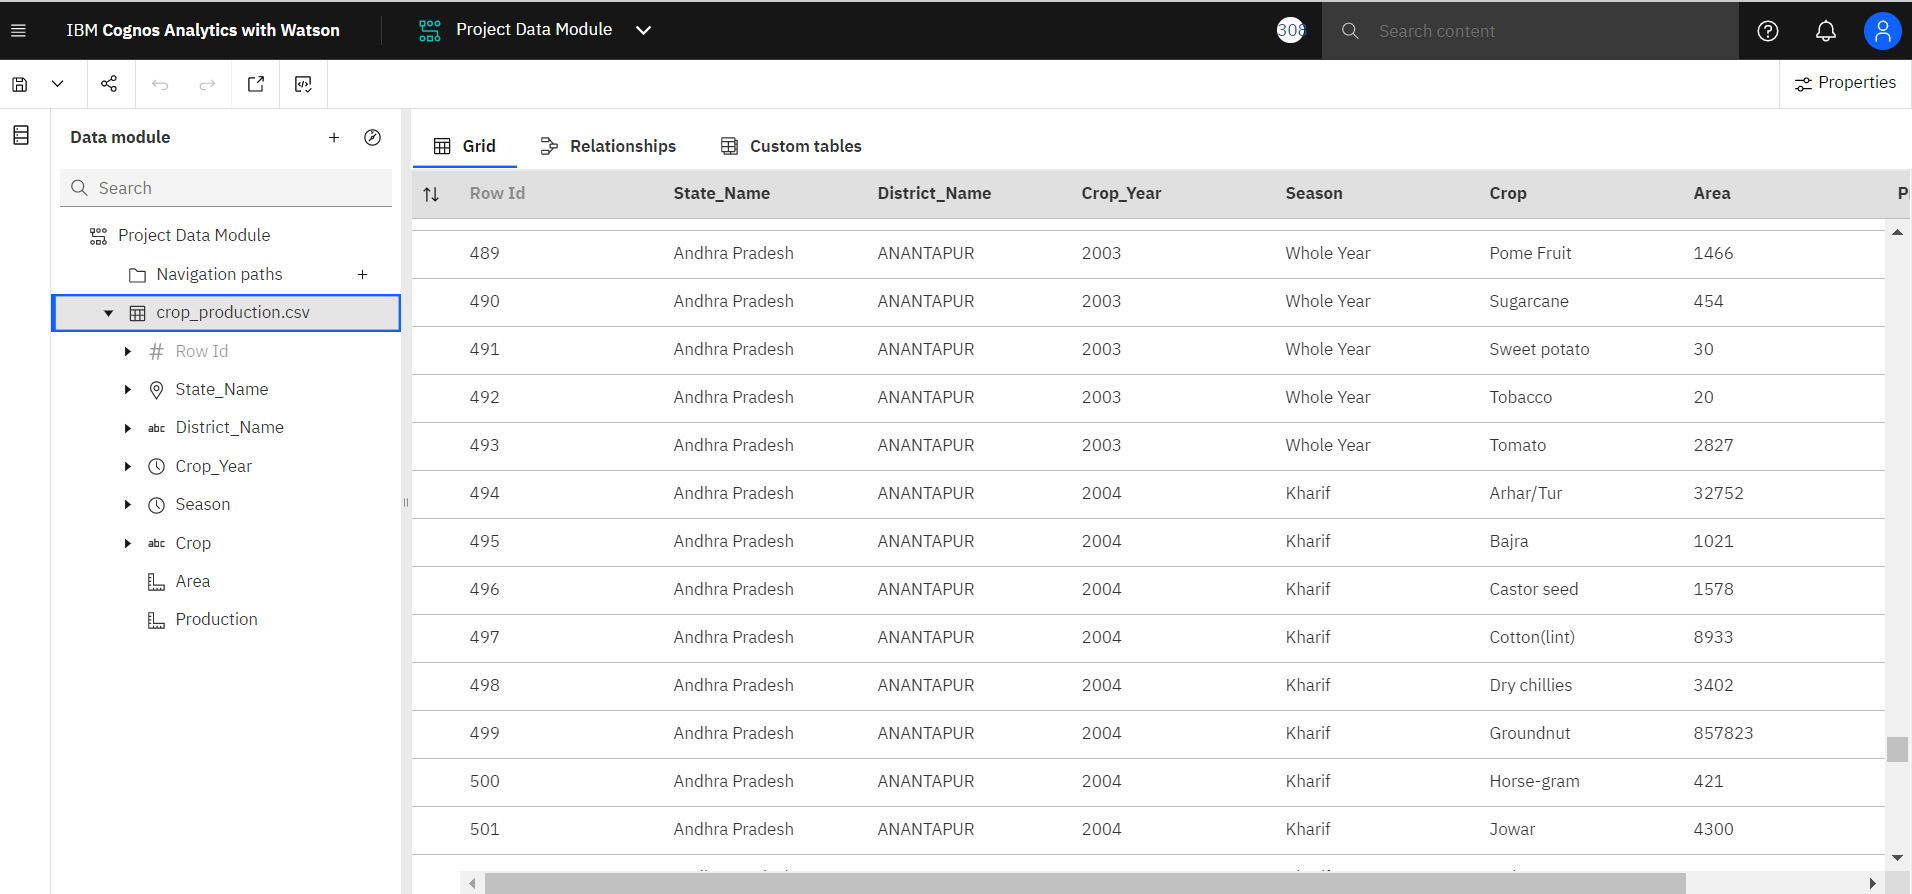 IBM Cognos Analytics with Watson
Project Data Module
308
Search content
Properties
Data module
Search
Project Data Module
Navigation paths
crop_production.csv
# Row Id
State_Name
abc District_Name
Crop_Year
Season
abc Crop
Area
Production
Grid Relationships Custom tables
Row Id State_Name District_Name Crop_Year Season Crop Area P
489 Andhra Pradesh ANANTAPUR 2003 Whole Year Pome Fruit 1466
490 Andhra Pradesh ANANTAPUR 2003 Whole Year Sugarcane 454
491 Andhra Pradesh ANANTAPUR 2003 Whole Year Sweet potato 30
492 Andhra Pradesh ANANTAPUR 2003 Whole Year Tobacco 20
493 Andhra Pradesh ANANTAPUR 2003 Whole Year Tomato 2827
494 Andhra Pradesh ANANTAPUR 2004 Kharif Arhar/Tur 32752
495 Andhra Pradesh ANANTAPUR 2004 Kharif Bajra 1021
496 Andhra Pradesh ANANTAPUR 2004 Kharif Castor seed 1578
497 Andhra Pradesh ANANTAPUR 2004 Kharif Cotton(lint) 8933
498 Andhra Pradesh ANANTAPUR 2004 Kharif Dry chillies 3402
499 Andhra Pradesh ANANTAPUR 2004 Kharif Groundnut 857823
500 Andhra Pradesh ANANTAPUR 2004 Kharif Horse-gram 421
501 Andhra Pradesh ANANTAPUR 2004 Kharif Jowar 4300